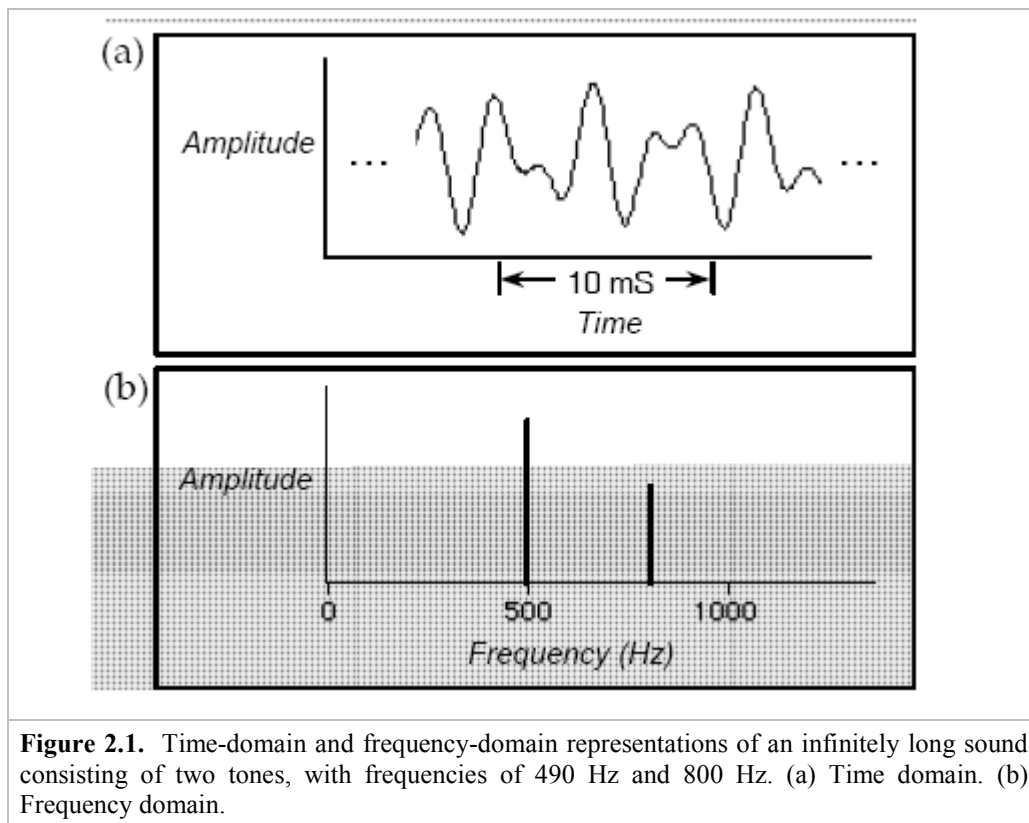 (a)
Amplitude
... ...
10 mS
Time
(b)
Amplitude
0 500 1000
Frequency (Hz)
Figure 2.1. Time-domain and frequency-domain representations of an infinitely long sound
consisting of two tones, with frequencies of 490 Hz and 800 Hz. (a) Time domain. (b)
Frequency domain.